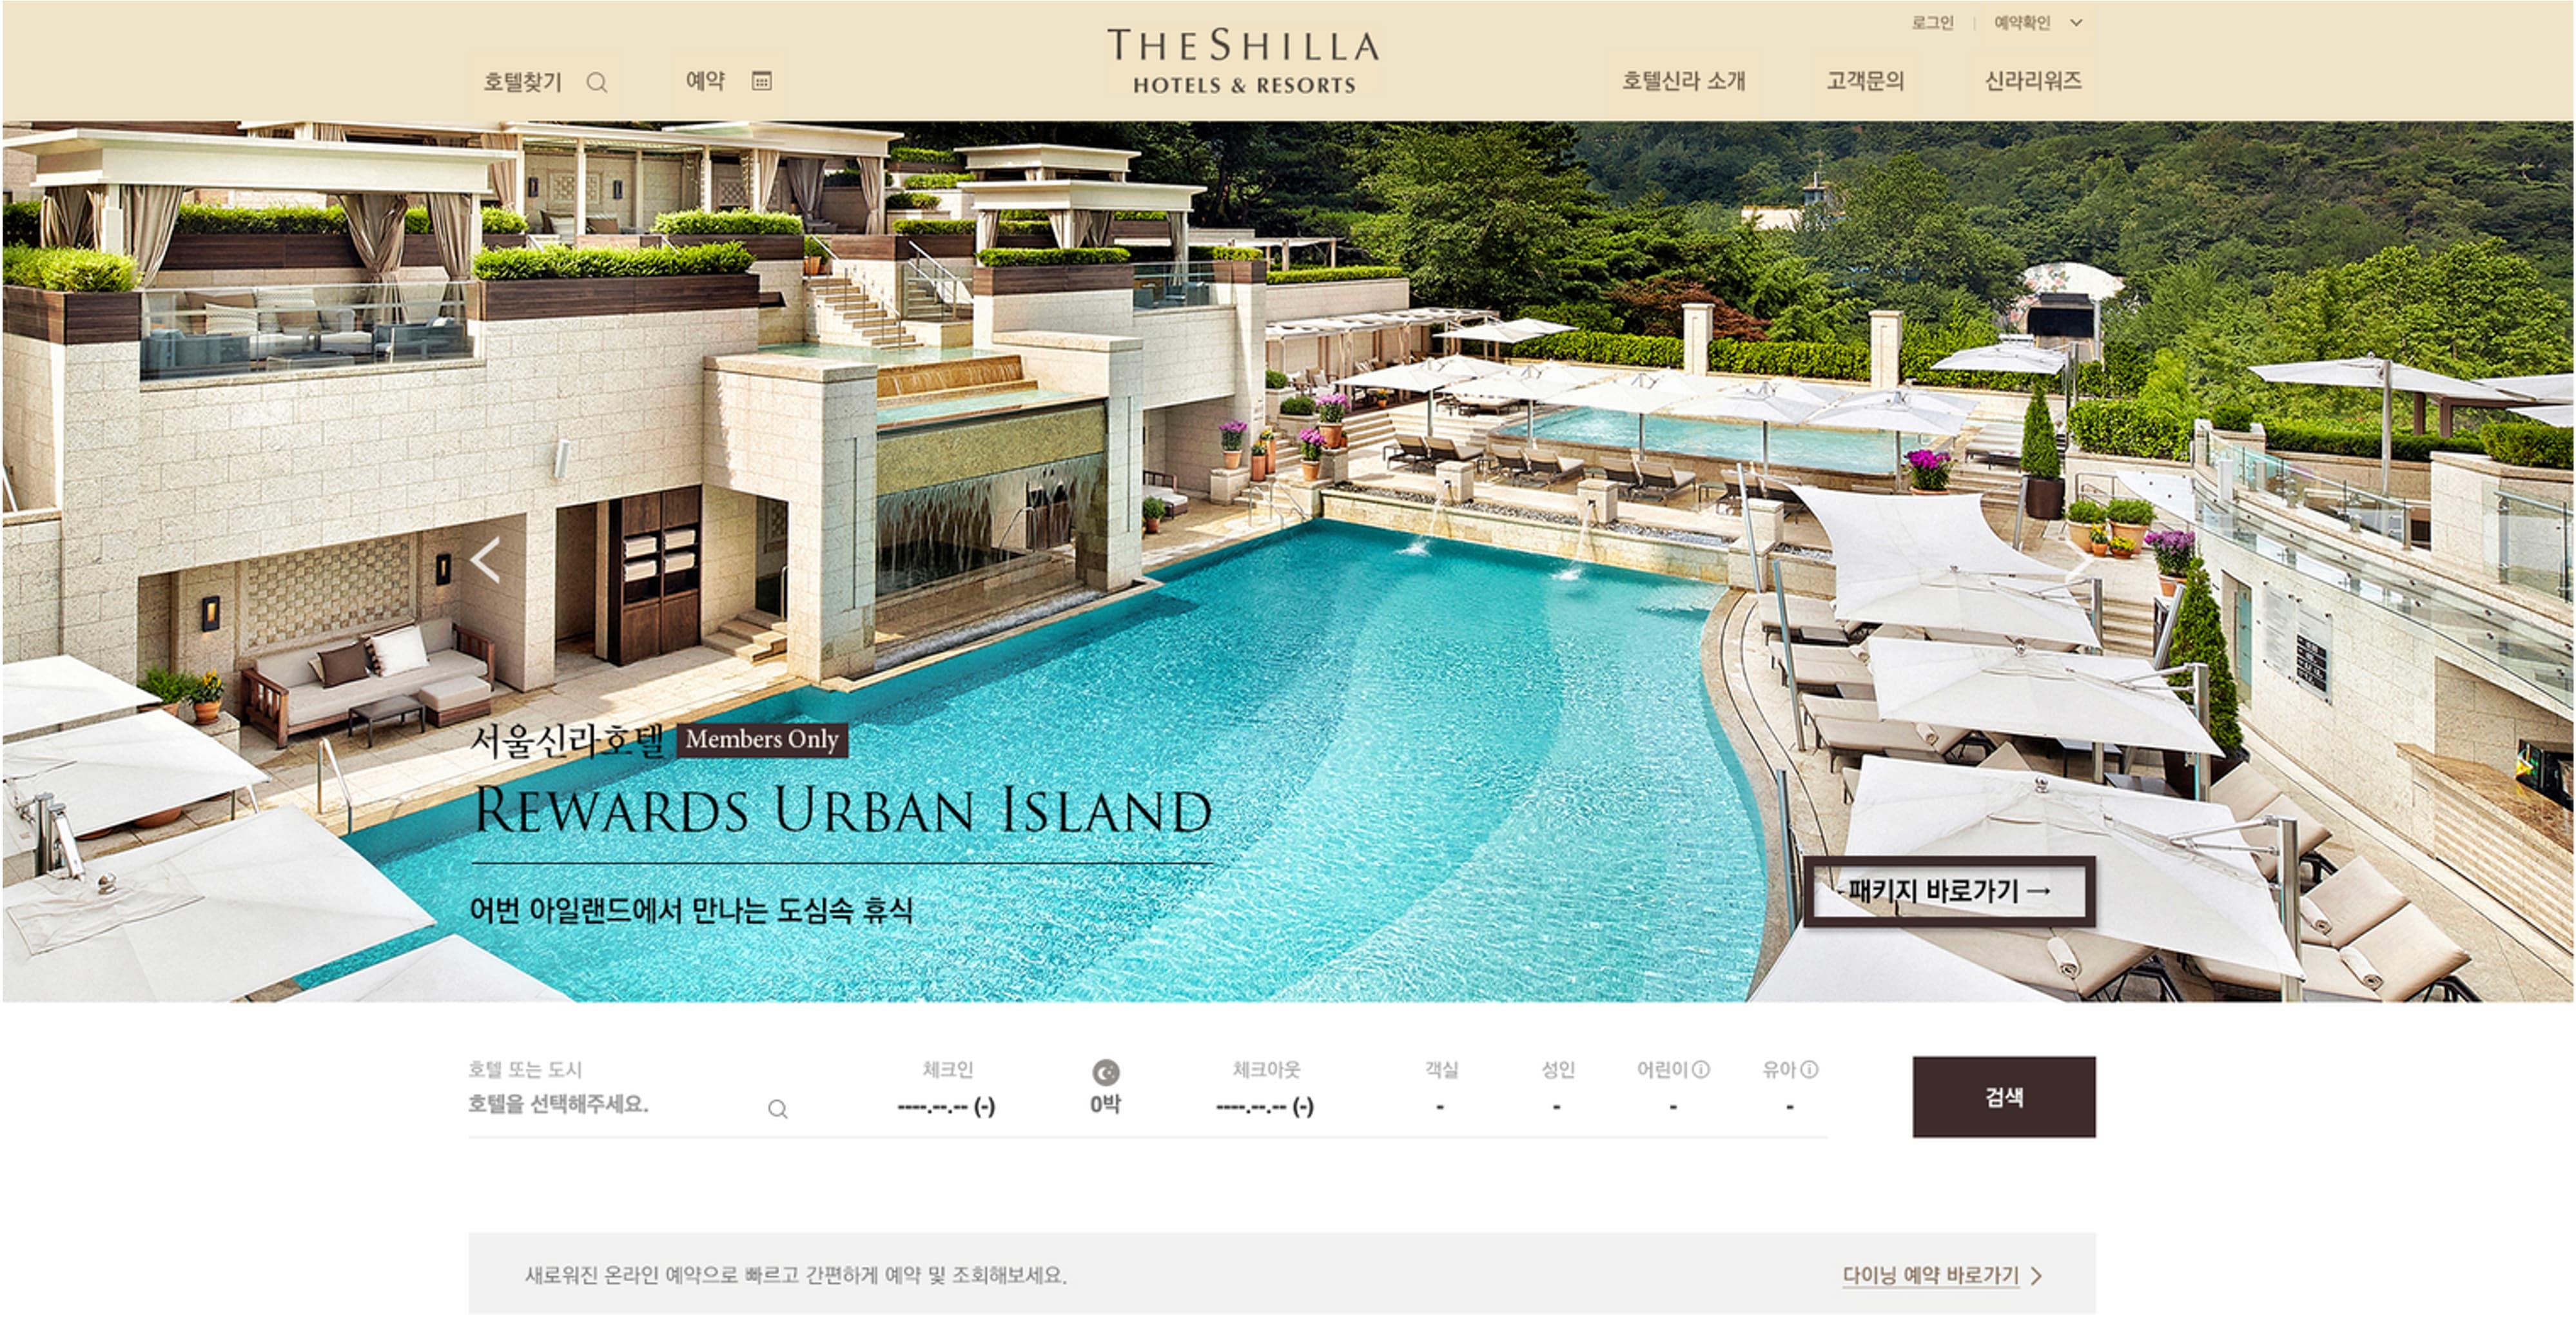 로그인 | 예약확인
호텔찾기 예약
THE SHILLA
HOTELS & RESORTS
호텔신라 소개 고객문의 신라리워즈
서울신라호텔 Members Only
REWARDS URBAN ISLAND
어번 아일랜드에서 만나는 도심속 휴식
패키지 바로가기 →
호텔 또는 도시 체크인 체크아웃 객실 성인 어린이 유아
호텔을 선택해주세요. ----.--.-- (-) 0박 ----.--.-- (-) - - - -
검색
새로워진 온라인 예약으로 빠르고 간편하게 예약 및 조회해보세요. 다이닝 예약 바로가기 >